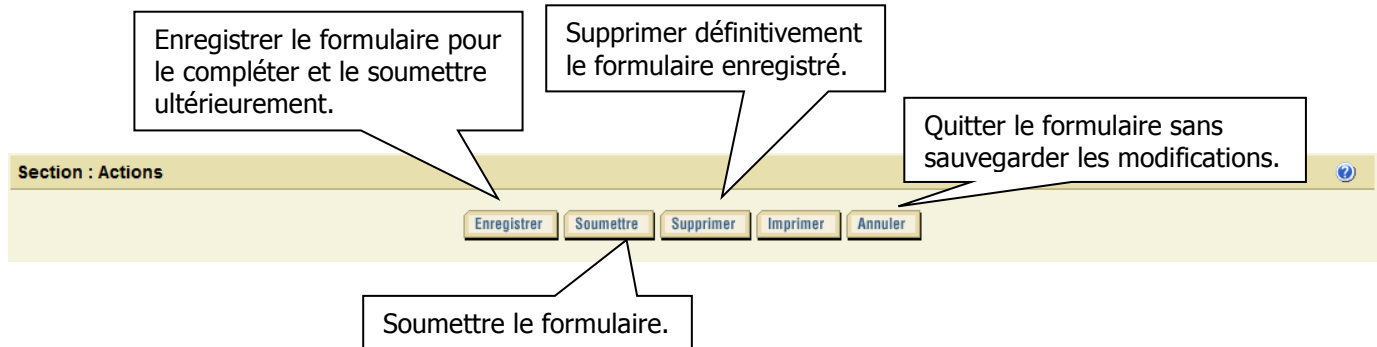 Enregistrer le formulaire pour
le compléter et le soumettre
ultérieurement.
Supprimer définitivement
le formulaire enregistré.
Quitter le formulaire sans
sauvegarder les modifications.
Section : Actions
?
Enregistrer Soumettre Supprimer Imprimer Annuler
Soumettre le formulaire.